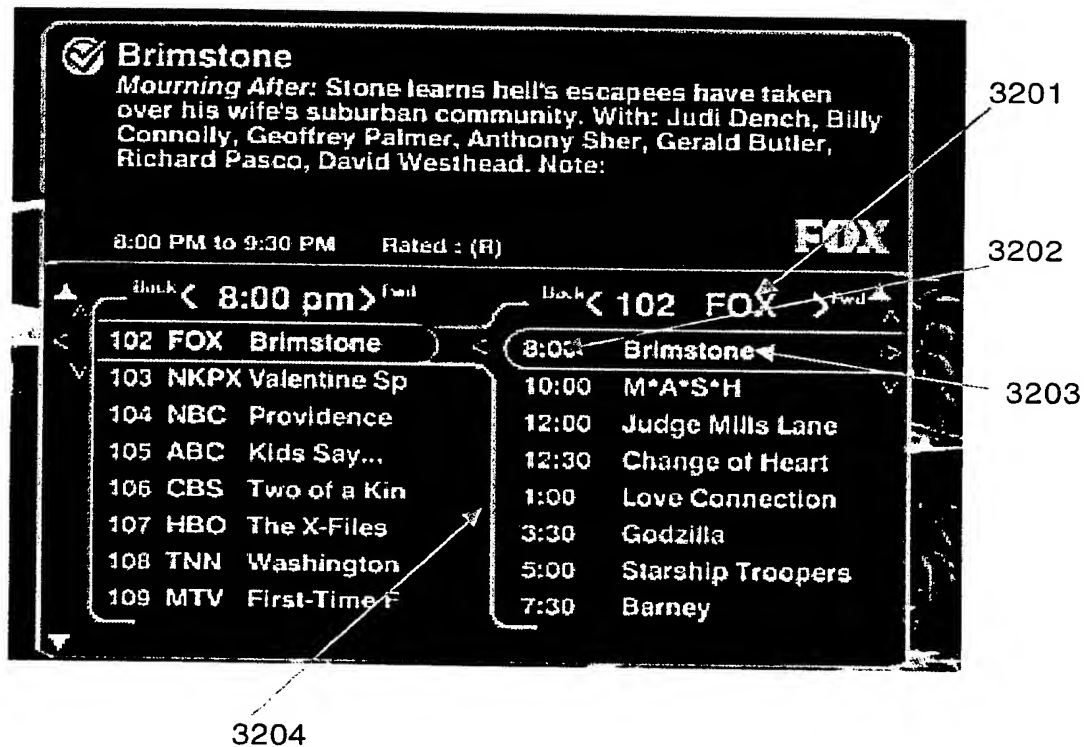 Brimstone
Mourning After: Stone learns hell's escapees have taken
over his wife's suburban community. With: Judi Dench, Billy
Connolly, Geoffrey Palmer, Anthony Sher, Gerald Butler,
Richard Pasco, David Westhead. Note:
8:00 PM to 9:30 PM Rated : (R)
FOX
Back < 8:00 pm > Fwd
102 FOX Brimstone
103 NKPX Valentine Sp
104 NBC Providence
105 ABC Kids Say...
106 CBS Two of a Kin
107 HBO The X-Files
108 TNN Washington
109 MTV First-Time F
Back < 102 FOX > Fwd
8:00 Brimstone
10:00 M*A*S*H
12:00 Judge Mills Lane
12:30 Change of Heart
1:00 Love Connection
3:30 Godzilla
5:00 Starship Troopers
7:30 Barney
3201
3202
3203
3204